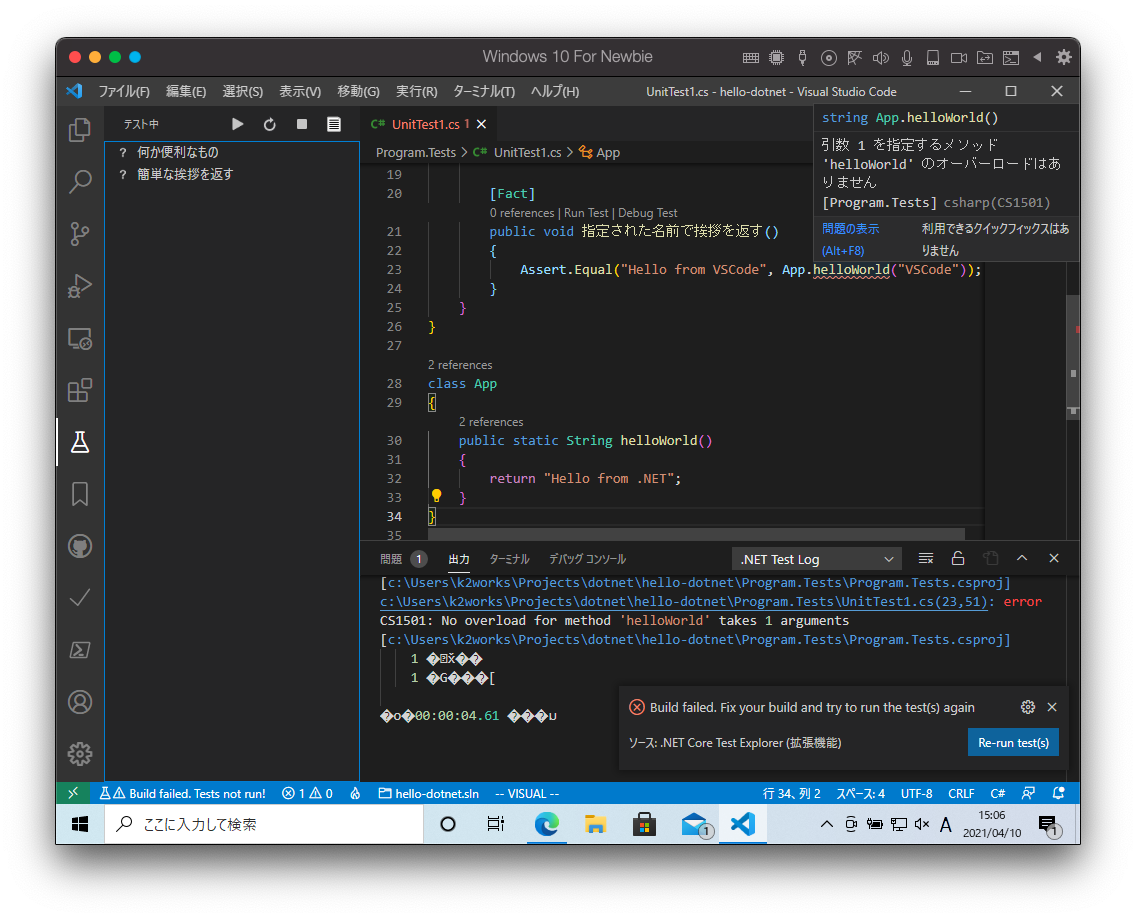 Windows 10 For Newbie
ファイル(F) 編集(E) 選択(S) 表示(V) 移動(G) 実行(R) ターミナル(T) ヘルプ(H) UnitTest1.cs - hello-dotnet - Visual Studio Code
テスト中
C# UnitTest1.cs 1
Program.Tests > C# UnitTest1.cs > App
? 何か便利なもの
? 簡単な挨拶を返す
string App.helloWorld()
引数 1 を指定するメソッド
'helloWorld' のオーバーロードはあ
りません
[Program.Tests] csharp(CS1501)
問題の表示 利用できるクイックフィックスはあ
(Alt+F8) りません
19
20 [Fact]
0 references | Run Test | Debug Test
21 public void 指定された名前で挨拶を返す()
22 {
23 Assert.Equal("Hello from VSCode", App.helloWorld("VSCode"));
24 }
25 }
26 }
27
2 references
28 class App
29 {
2 references
30 public static String helloWorld()
31 {
32 return "Hello from .NET";
33 }
34 }
35
問題 1 出力 ターミナル デバッグ コンソール .NET Test Log
[c:\Users\k2works\Projects\dotnet\hello-dotnet\Program.Tests\Program.Tests.csproj]
c:\Users\k2works\Projects\dotnet\hello-dotnet\Program.Tests\UnitTest1.cs(23,51): error
CS1501: No overload for method 'helloWorld' takes 1 arguments
[c:\Users\k2works\Projects\dotnet\hello-dotnet\Program.Tests\Program.Tests.csproj]
1
1 �G���[
�o�00:00:04.61
Build failed. Fix your build and try to run the test(s) again
ソース: .NET Core Test Explorer (拡張機能)
Re-run test(s)
Build failed. Tests not run! 1 0 hello-dotnet.sln -- VISUAL -- 行 34、列 2 スペース: 4 UTF-8 CRLF C#
ここに入力して検索
1
A
15:06
2021/04/10
1